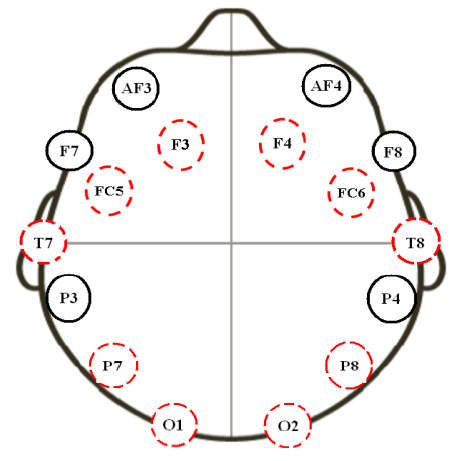 AF3 AF4
F3 F4
F7 F8
FC5 FC6
T7 T8
P3 P4
P7 P8
O1 O2